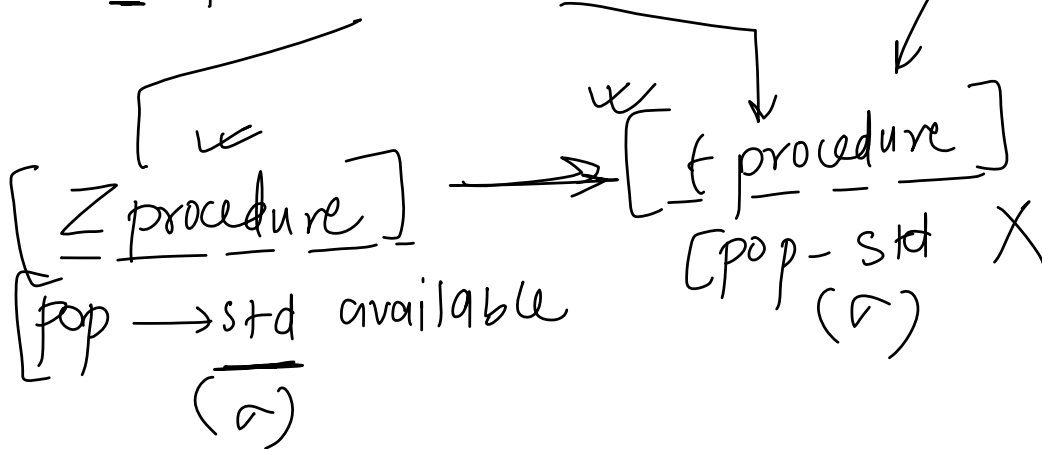 [Z procedure] → [t procedure]
[pop → std available
(σ)
[pop - std X
(σ)